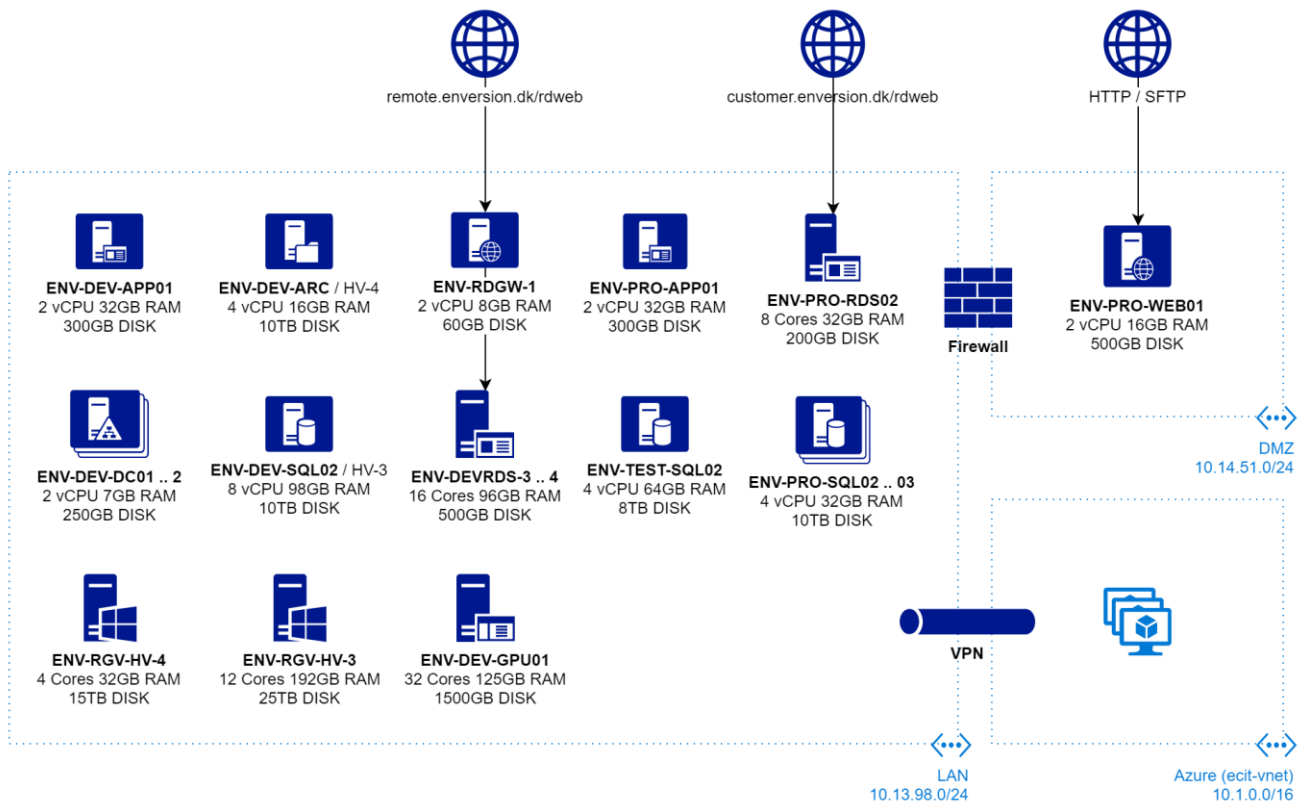 remote.enversion.dk/rdweb
customer.enversion.dk/rdweb
HTTP / SFTP
ENV-DEV-APP01
2 vCPU 32GB RAM
300GB DISK
ENV-DEV-ARC / HV-4
4 vCPU 16GB RAM
10TB DISK
ENV-RDGW-1
2 vCPU 8GB RAM
60GB DISK
ENV-PRO-APP01
2 vCPU 32GB RAM
300GB DISK
ENV-PRO-RDS02
8 Cores 32GB RAM
200GB DISK
Firewall
ENV-PRO-WEB01
2 vCPU 16GB RAM
500GB DISK
DMZ
10.14.51.0/24
ENV-DEV-DC01 .. 2
2 vCPU 7GB RAM
250GB DISK
ENV-DEV-SQL02 / HV-3
8 vCPU 98GB RAM
10TB DISK
ENV-DEVRDS-3 .. 4
16 Cores 96GB RAM
500GB DISK
ENV-TEST-SQL02
4 vCPU 64GB RAM
8TB DISK
ENV-PRO-SQL02 .. 03
4 vCPU 32GB RAM
10TB DISK
ENV-RGV-HV-4
4 Cores 32GB RAM
15TB DISK
ENV-RGV-HV-3
12 Cores 192GB RAM
25TB DISK
ENV-DEV-GPU01
32 Cores 125GB RAM
1500GB DISK
VPN
LAN
10.13.98.0/24
Azure (ecit-vnet)
10.1.0.0/16